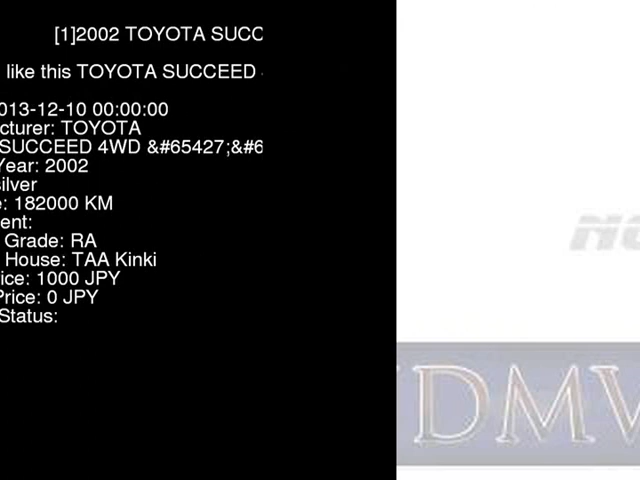 [1]2002 TOYOTA SUCC
like this TOYOTA SUCCEED
013-12-10 00:00:00
cturer: TOYOTA
SUCCEED 4WD &#65427;&#6
Year: 2002
silver
e: 182000 KM
ent:
Grade: RA
House: TAA Kinki
ice: 1000 JPY
Price: 0 JPY
Status:
DMV